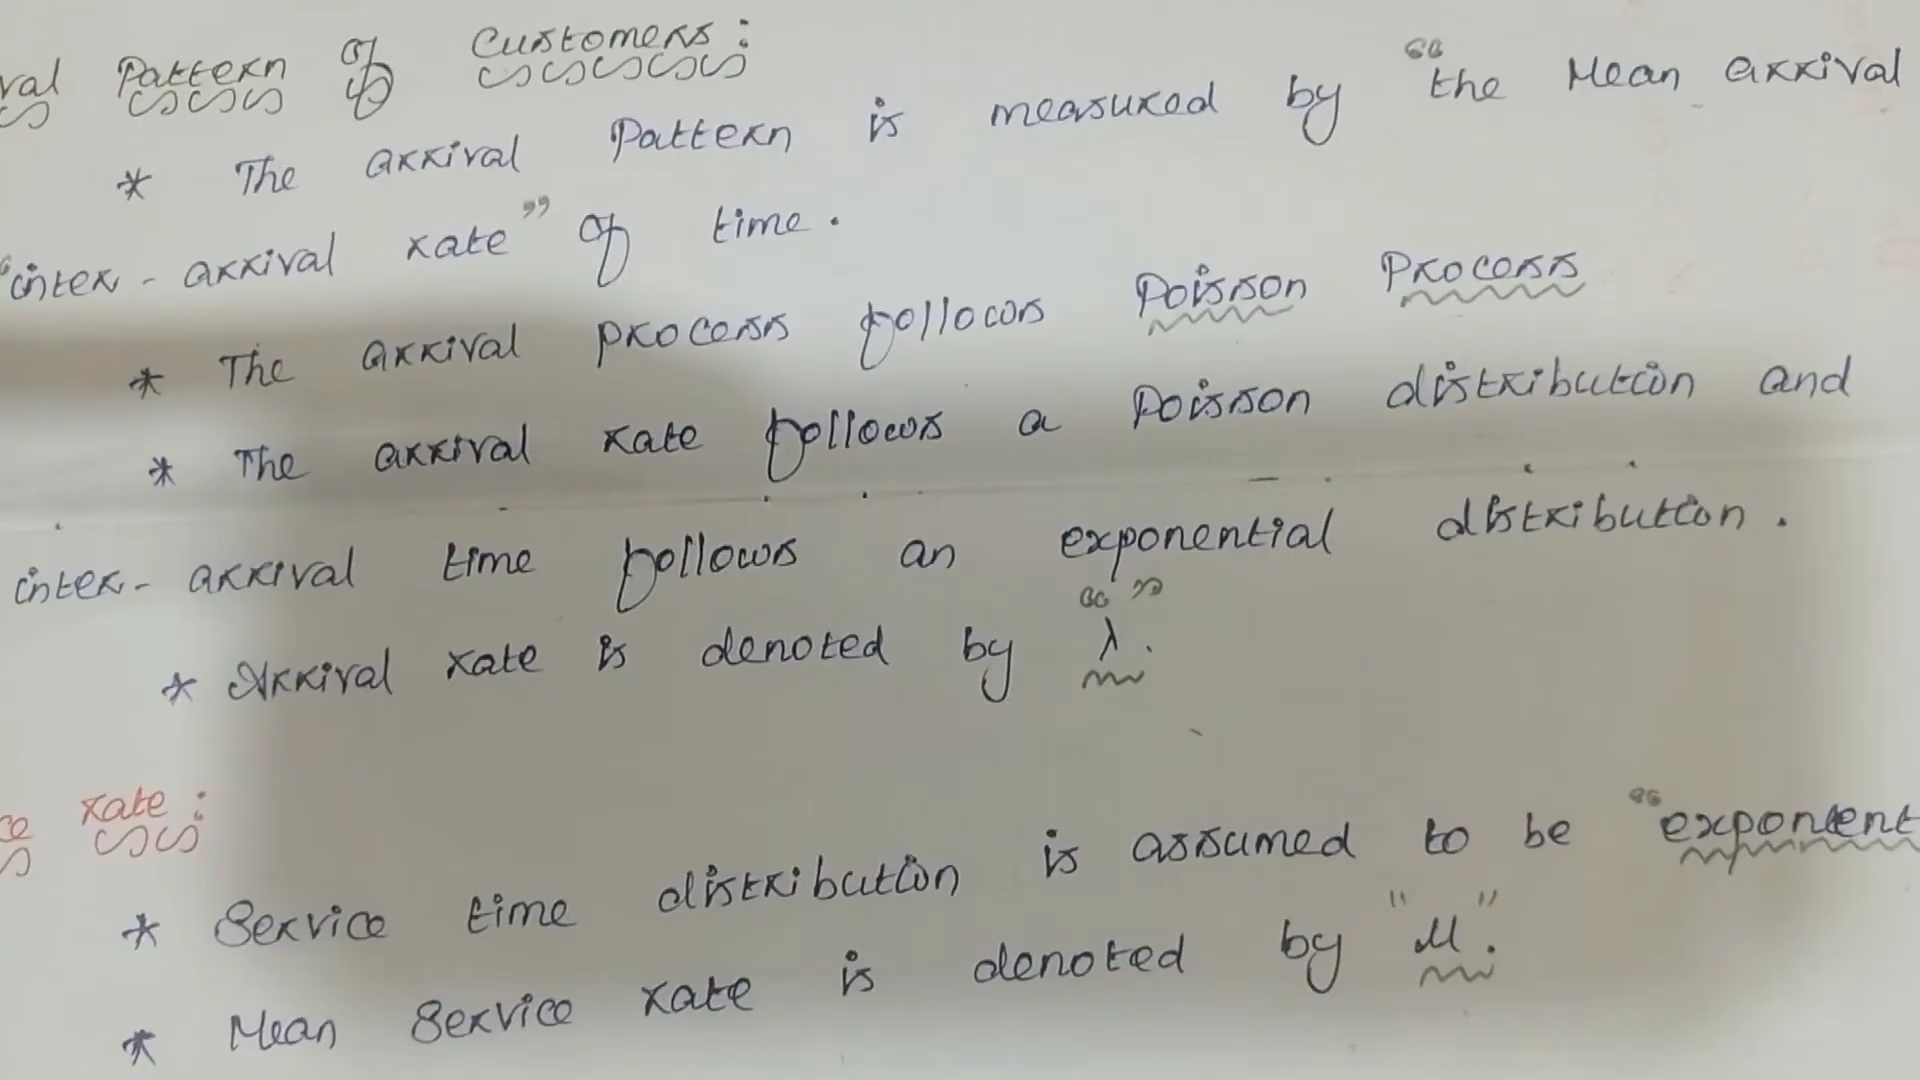 val Pattern of Customers:
* The arrival Pattern is measured by "the Mean arrival
"inter - arrival rate" of time.
* The arrival process follows Poisson Process
* The arrival rate follows a Poisson distribution and
inter - arrival time follows an exponential distribution.
* Arrival rate is denoted by "λ".
ce rate:
* Service time distribution is assumed to be "exponent
* Mean Service rate is denoted by "μ".